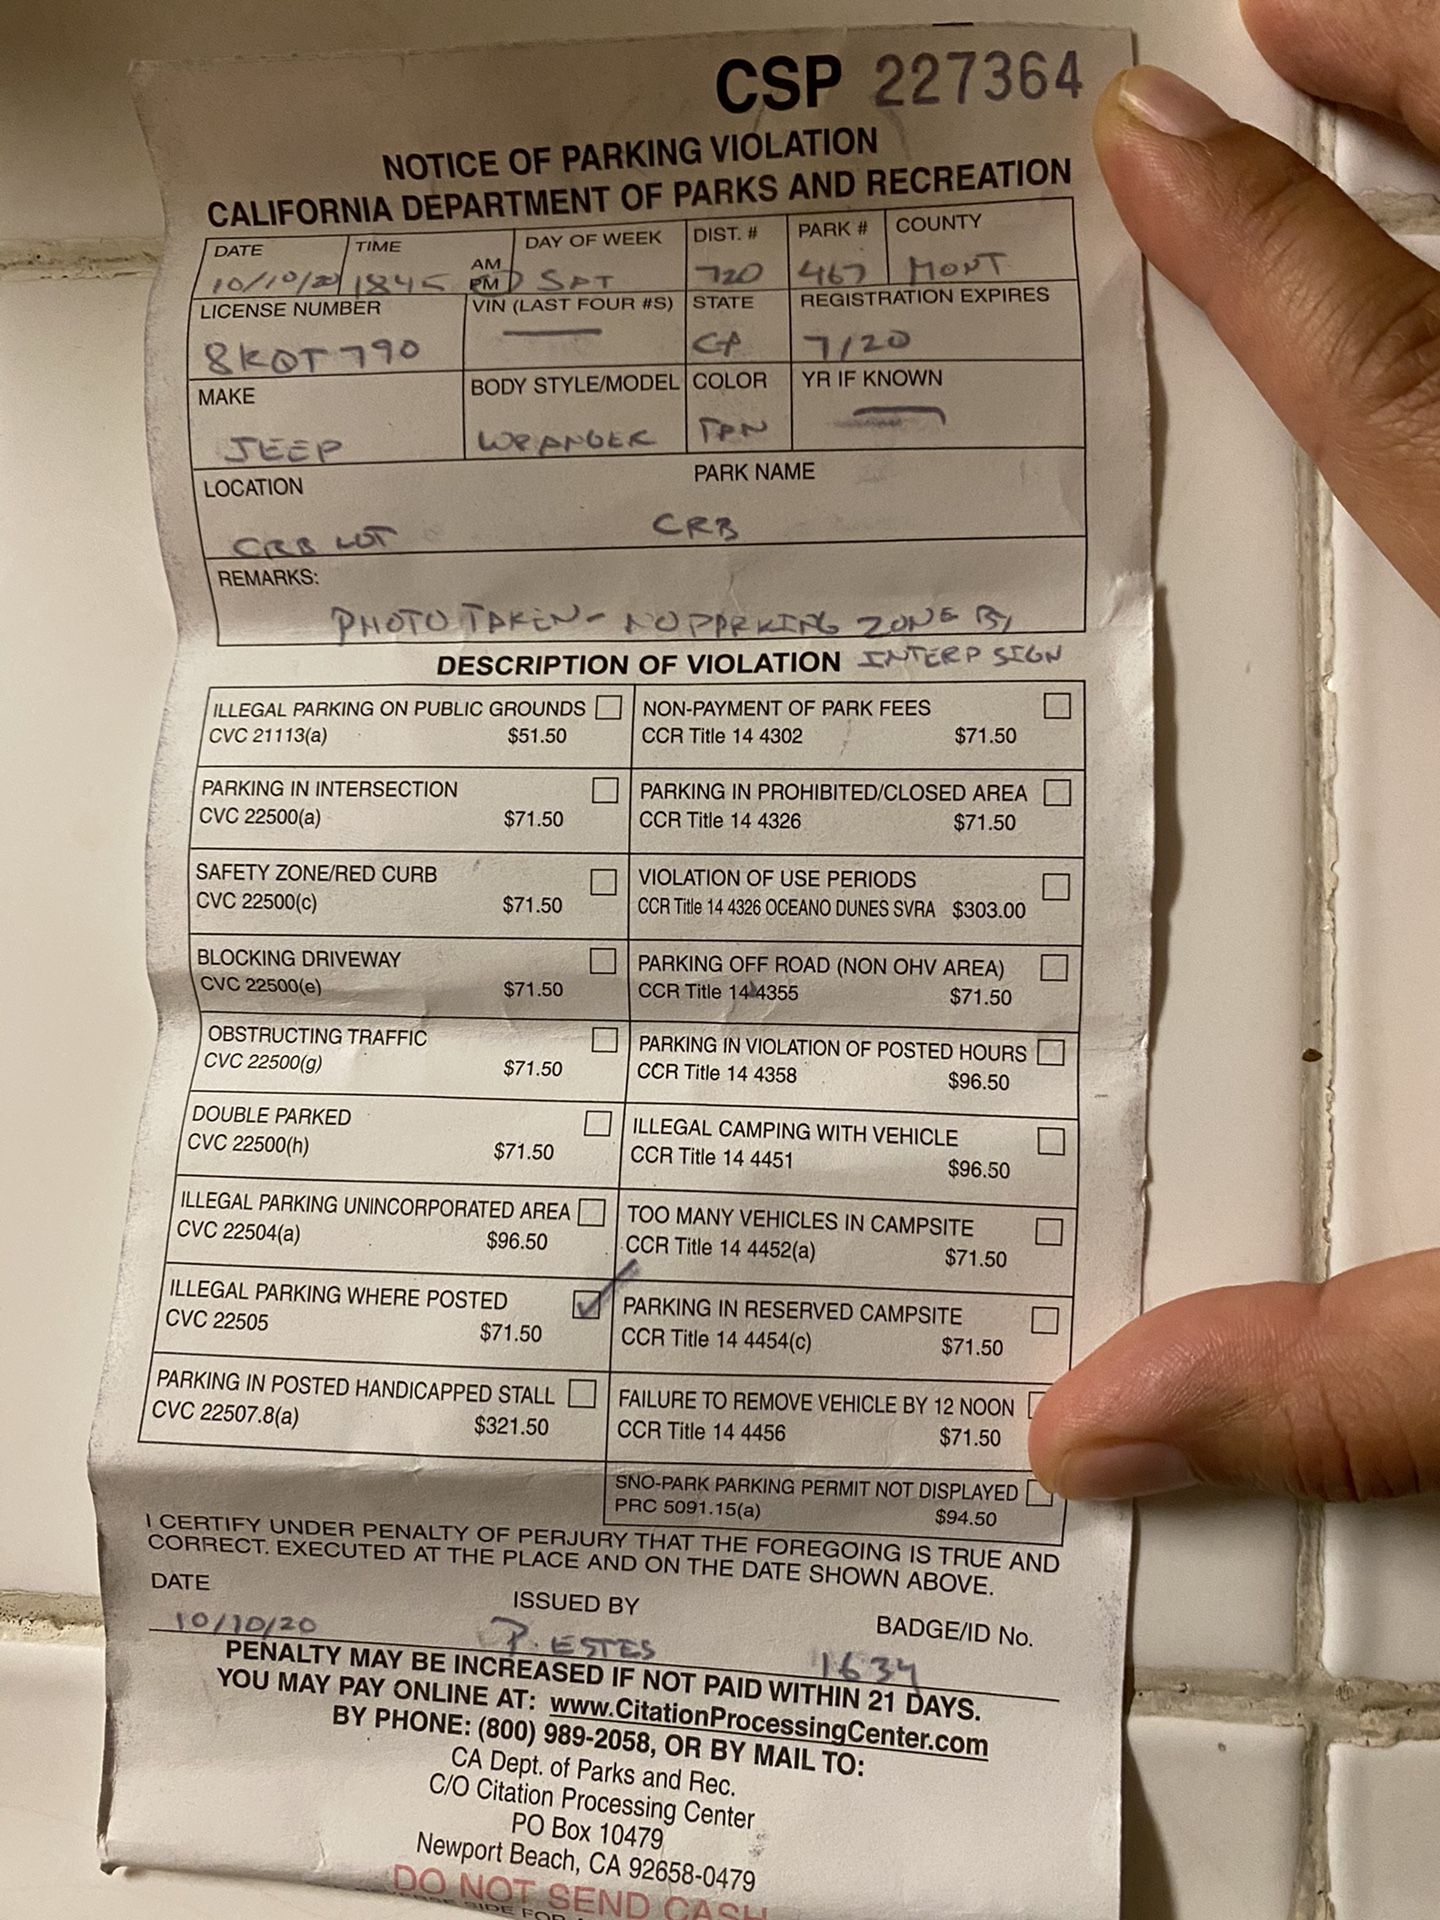 CSP 227364
NOTICE OF PARKING VIOLATION
CALIFORNIA DEPARTMENT OF PARKS AND RECREATION
DATE TIME AM PM DAY OF WEEK DIST. # PARK # COUNTY
10/10/20 1845 SAT 720 467 MONT
LICENSE NUMBER VIN (LAST FOUR #S) STATE REGISTRATION EXPIRES
8KQT790 CA 7/20
MAKE BODY STYLE/MODEL COLOR YR IF KNOWN
JEEP WRANGER TAN
LOCATION PARK NAME
CRB LOT CRB
REMARKS:
PHOTO TAKEN - NO PARKING ZONE BY
INTERP SIGN
DESCRIPTION OF VIOLATION
ILLEGAL PARKING ON PUBLIC GROUNDS
CVC 21113(a) $51.50
NON-PAYMENT OF PARK FEES
CCR Title 14 4302 $71.50
PARKING IN INTERSECTION
CVC 22500(a) $71.50
PARKING IN PROHIBITED/CLOSED AREA
CCR Title 14 4326 $71.50
SAFETY ZONE/RED CURB
CVC 22500(c) $71.50
VIOLATION OF USE PERIODS
CCR Title 14 4326 OCEANO DUNES SVRA $303.00
BLOCKING DRIVEWAY
CVC 22500(e) $71.50
PARKING OFF ROAD (NON OHV AREA)
CCR Title 14 4355 $71.50
OBSTRUCTING TRAFFIC
CVC 22500(g) $71.50
PARKING IN VIOLATION OF POSTED HOURS
CCR Title 14 4358 $96.50
DOUBLE PARKED
CVC 22500(h) $71.50
ILLEGAL CAMPING WITH VEHICLE
CCR Title 14 4451 $96.50
ILLEGAL PARKING UNINCORPORATED AREA
CVC 22504(a) $96.50
TOO MANY VEHICLES IN CAMPSITE
CCR Title 14 4452(a) $71.50
ILLEGAL PARKING WHERE POSTED
CVC 22505 $71.50
PARKING IN RESERVED CAMPSITE
CCR Title 14 4454(c) $71.50
PARKING IN POSTED HANDICAPPED STALL
CVC 22507.8(a) $321.50
FAILURE TO REMOVE VEHICLE BY 12 NOON
CCR Title 14 4456 $71.50
SNO-PARK PARKING PERMIT NOT DISPLAYED
PRC 5091.15(a) $94.50
I CERTIFY UNDER PENALTY OF PERJURY THAT THE FOREGOING IS TRUE AND
CORRECT. EXECUTED AT THE PLACE AND ON THE DATE SHOWN ABOVE.
DATE ISSUED BY BADGE/ID No.
10/10/20 P. ESTES 1634
PENALTY MAY BE INCREASED IF NOT PAID WITHIN 21 DAYS.
YOU MAY PAY ONLINE AT: www.CitationProcessingCenter.com
BY PHONE: (800) 989-2058, OR BY MAIL TO:
CA Dept. of Parks and Rec.
C/O Citation Processing Center
PO Box 10479
Newport Beach, CA 92658-0479
DO NOT SEND CASH
REVERSE SIDE FOR